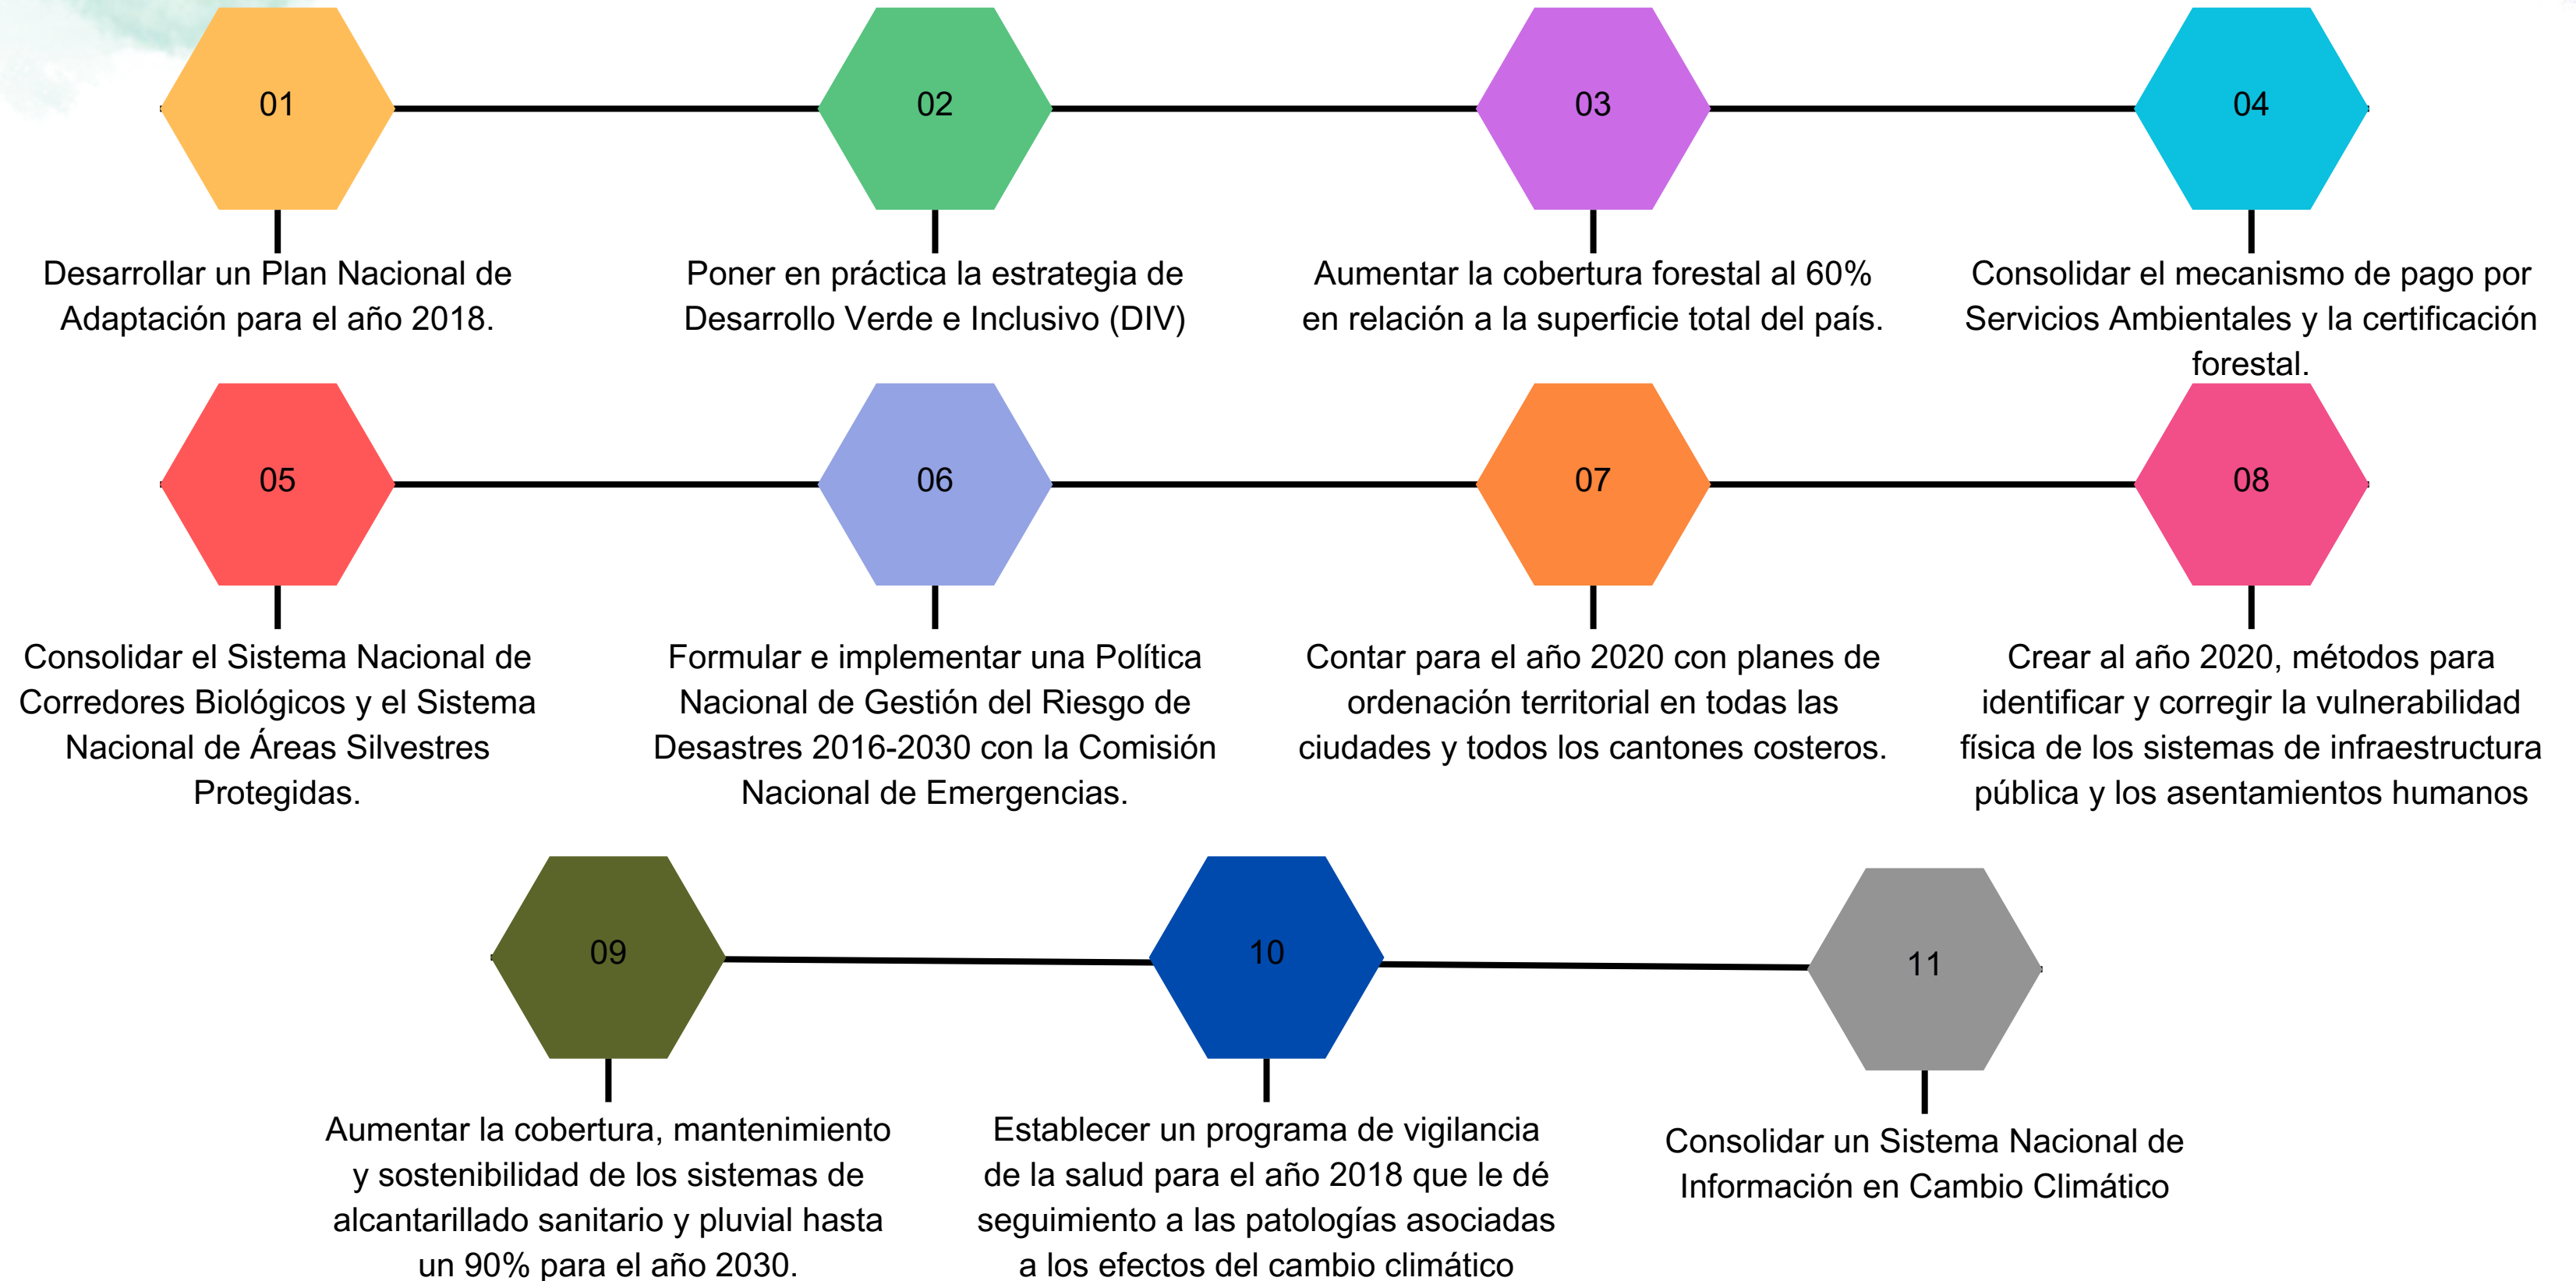 01
Desarrollar un Plan Nacional de
Adaptación para el año 2018.
02
Poner en práctica la estrategia de
Desarrollo Verde e Inclusivo (DIV)
03
Aumentar la cobertura forestal al 60%
en relación a la superficie total del país.
04
Consolidar el mecanismo de pago por
Servicios Ambientales y la certificación
forestal.
05
Consolidar el Sistema Nacional de
Corredores Biológicos y el Sistema
Nacional de Áreas Silvestres
Protegidas.
06
Formular e implementar una Política
Nacional de Gestión del Riesgo de
Desastres 2016-2030 con la Comisión
Nacional de Emergencias.
07
Contar para el año 2020 con planes de
ordenación territorial en todas las
ciudades y todos los cantones costeros.
08
Crear al año 2020, métodos para
identificar y corregir la vulnerabilidad
física de los sistemas de infraestructura
pública y los asentamientos humanos
09
Aumentar la cobertura, mantenimiento
y sostenibilidad de los sistemas de
alcantarillado sanitario y pluvial hasta
un 90% para el año 2030.
10
Establecer un programa de vigilancia
de la salud para el año 2018 que le dé
seguimiento a las patologías asociadas
a los efectos del cambio climático
11
Consolidar un Sistema Nacional de
Información en Cambio Climático